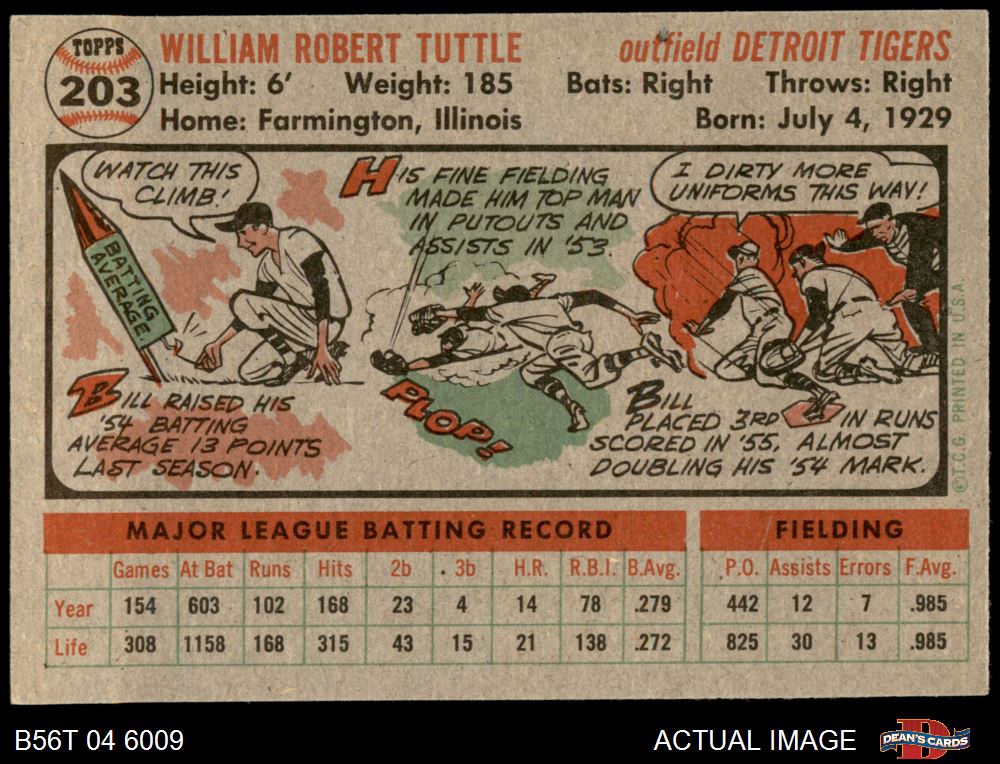 TOPPS
203
WILLIAM ROBERT TUTTLE
outfield DETROIT TIGERS
Height: 6' Weight: 185 Bats: Right Throws: Right
Home: Farmington, Illinois Born: July 4, 1929
WATCH THIS
CLIMB!
BATTING
AVERAGE
BILL RAISED HIS
'54 BATTING
AVERAGE 13 POINTS
LAST SEASON.
HIS FINE FIELDING
MADE HIM TOP MAN
IN PUTOUTS AND
ASSISTS IN '53.
PLOP!
I DIRTY MORE
UNIFORMS THIS WAY!
BILL
PLACED 3RD IN RUNS
SCORED IN '55, ALMOST
DOUBLING HIS '54 MARK.
©T.C.G. PRINTED IN U.S.A.
MAJOR LEAGUE BATTING RECORD FIELDING
Games At Bat Runs Hits 2b 3b H.R. R.B.I. B.Avg. P.O. Assists Errors F.Avg.
Year 154 603 102 168 23 4 14 78 .279 442 12 7 .985
Life 308 1158 168 315 43 15 21 138 .272 825 30 13 .985
B56T 04 6009 ACTUAL IMAGE
D
DEAN'S CARDS